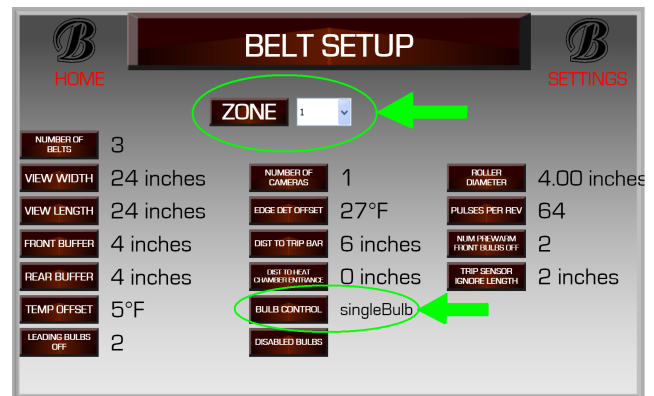 BELT SETUP
HOME
SETTINGS
ZONE 1
NUMBER OF
BELTS
3
VIEW WIDTH 24 inches
NUMBER OF
CAMERAS
1
ROLLER
DIAMETER
4.00 inches
VIEW LENGTH 24 inches
EDGE DET OFFSET 27°F
PULSES PER REV 64
FRONT BUFFER 4 inches
DIST TO TRIP BAR 6 inches
NUM PREWARM
FRONT BULBS OFF
2
REAR BUFFER 4 inches
DIST TO HEAT
CHAMBER ENTRANCE
0 inches
TRIP SENSOR
IGNORE LENGTH
2 inches
TEMP OFFSET 5°F
BULB CONTROL singleBulb
LEADING BULBS
OFF
2
DISABLED BULBS